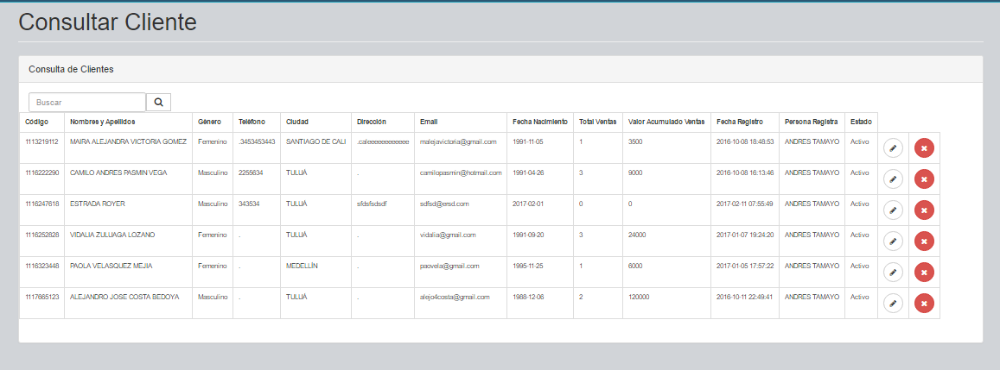 Consultar Cliente
Consulta de Clientes
Buscar
Código Nombres y Apellidos Género Teléfono Ciudad Dirección Email Fecha Nacimiento Total Ventas Valor Acumulado Ventas Fecha Registro Persona Registra Estado
1113219112 MAIRA ALEJANDRA VICTORIA GOMEZ Femenino .3453453443 SANTIAGO DE CALI .caleeeeeeeeeeee malejavictoria@gmail.com 1991-11-05 1 3500 2016-10-08 18:48:53 ANDRES TAMAYO Activo
1116222290 CAMILO ANDRES PASMIN VEGA Masculino 2255634 TULUÁ . camilopasmin@hotmail.com 1991-04-26 3 9000 2016-10-08 16:13:46 ANDRES TAMAYO Activo
1116247618 ESTRADA ROYER Masculino 343534 TULUÁ sfdsfsdsdf sdfsd@ersd.com 2017-02-01 0 0 2017-02-11 07:55:49 ANDRES TAMAYO Activo
1116252828 VIDALIA ZULUAGA LOZANO Femenino . TULUÁ . vidalia@gmail.com 1991-09-20 3 24000 2017-01-07 19:24:20 ANDRES TAMAYO Activo
1116323448 PAOLA VELASQUEZ MEJIA Femenino . MEDELLÍN . paovela@gmail.com 1995-11-25 1 6000 2017-01-05 17:57:22 ANDRES TAMAYO Activo
1117665123 ALEJANDRO JOSE COSTA BEDOYA Masculino . TULUÁ . alejo4costa@gmail.com 1988-12-06 2 120000 2016-10-11 22:49:41 ANDRES TAMAYO Activo